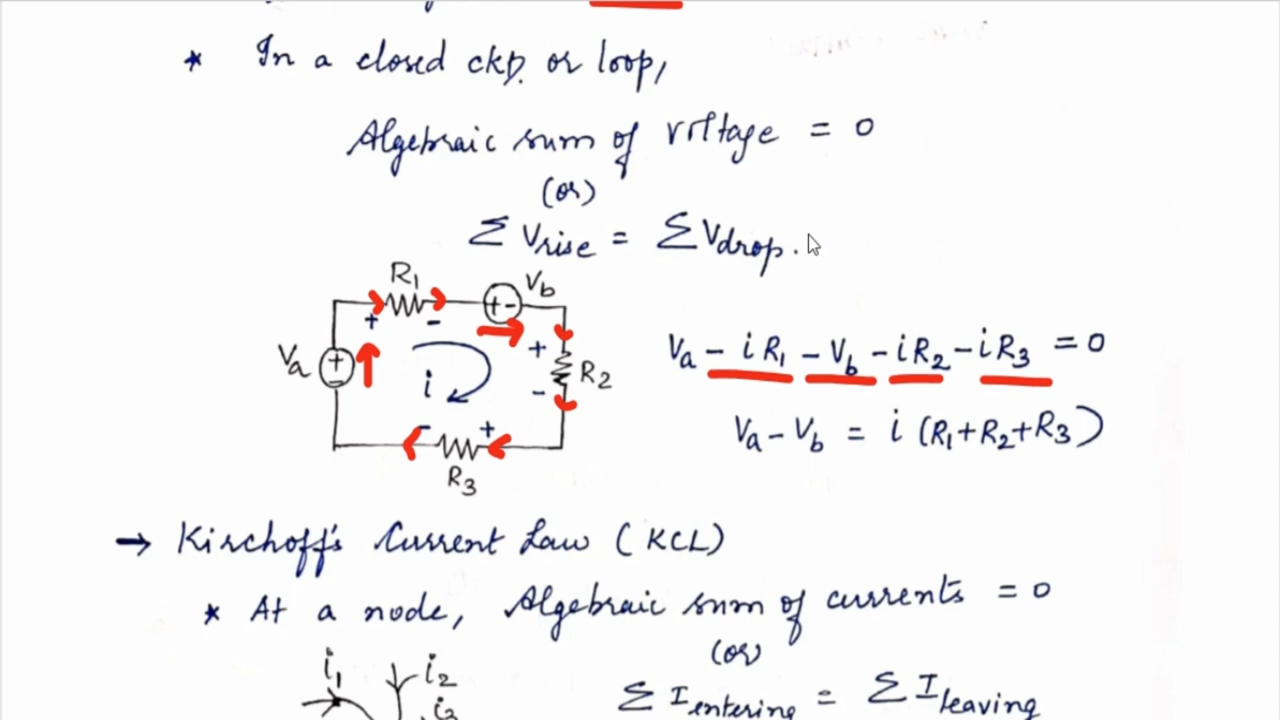 * In a closed ckt. or loop,
Algebraic sum of voltage = 0
(or)
Σ Vrise = ΣVdrop.
R1
Vb
+ -
+ -
Va
+
-
i
+
-
R2
- +
R3
Va - iR1 - Vb - iR2 - iR3 = 0
Va - Vb = i (R1+R2+R3)
→ Kirchoff's Current Law (KCL)
* At a node, Algebraic sum of currents = 0
(or)
i1
i2
i3
Σ Ientering = Σ Ileaving